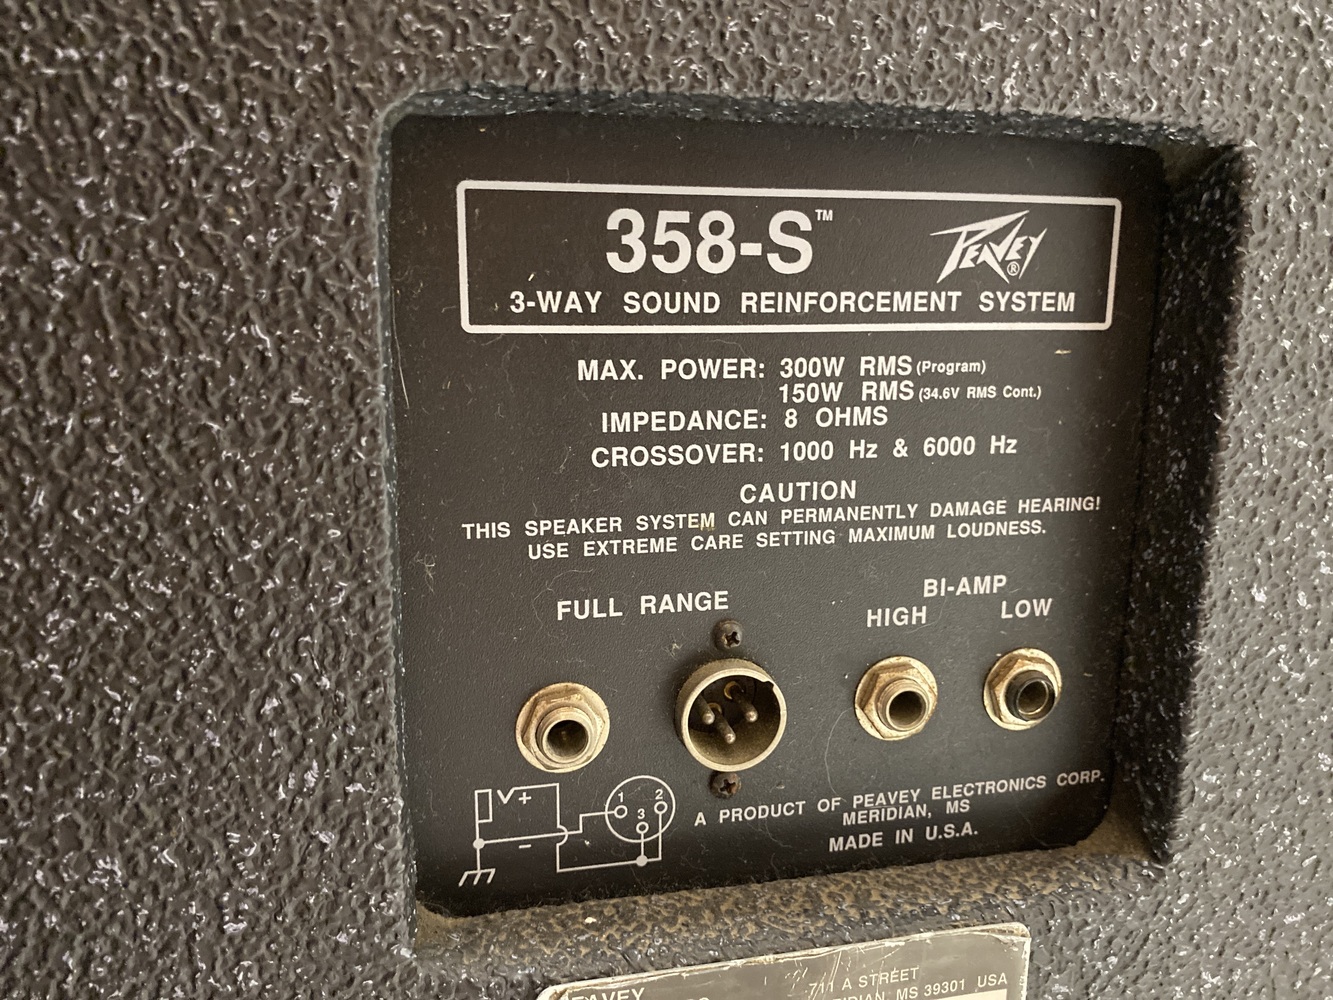 358-S™
PEAVEY®
3-WAY SOUND REINFORCEMENT SYSTEM
MAX. POWER: 300W RMS (Program)
150W RMS (34.6V RMS Cont.)
IMPEDANCE: 8 OHMS
CROSSOVER: 1000 Hz & 6000 Hz
CAUTION
THIS SPEAKER SYSTEM CAN PERMANENTLY DAMAGE HEARING!
USE EXTREME CARE SETTING MAXIMUM LOUDNESS.
FULL RANGE
BI-AMP
HIGH LOW
+
1 2
3
-
A PRODUCT OF PEAVEY ELECTRONICS CORP.
MERIDIAN, MS
MADE IN U.S.A.
711 A STREET
MS 39301 USA